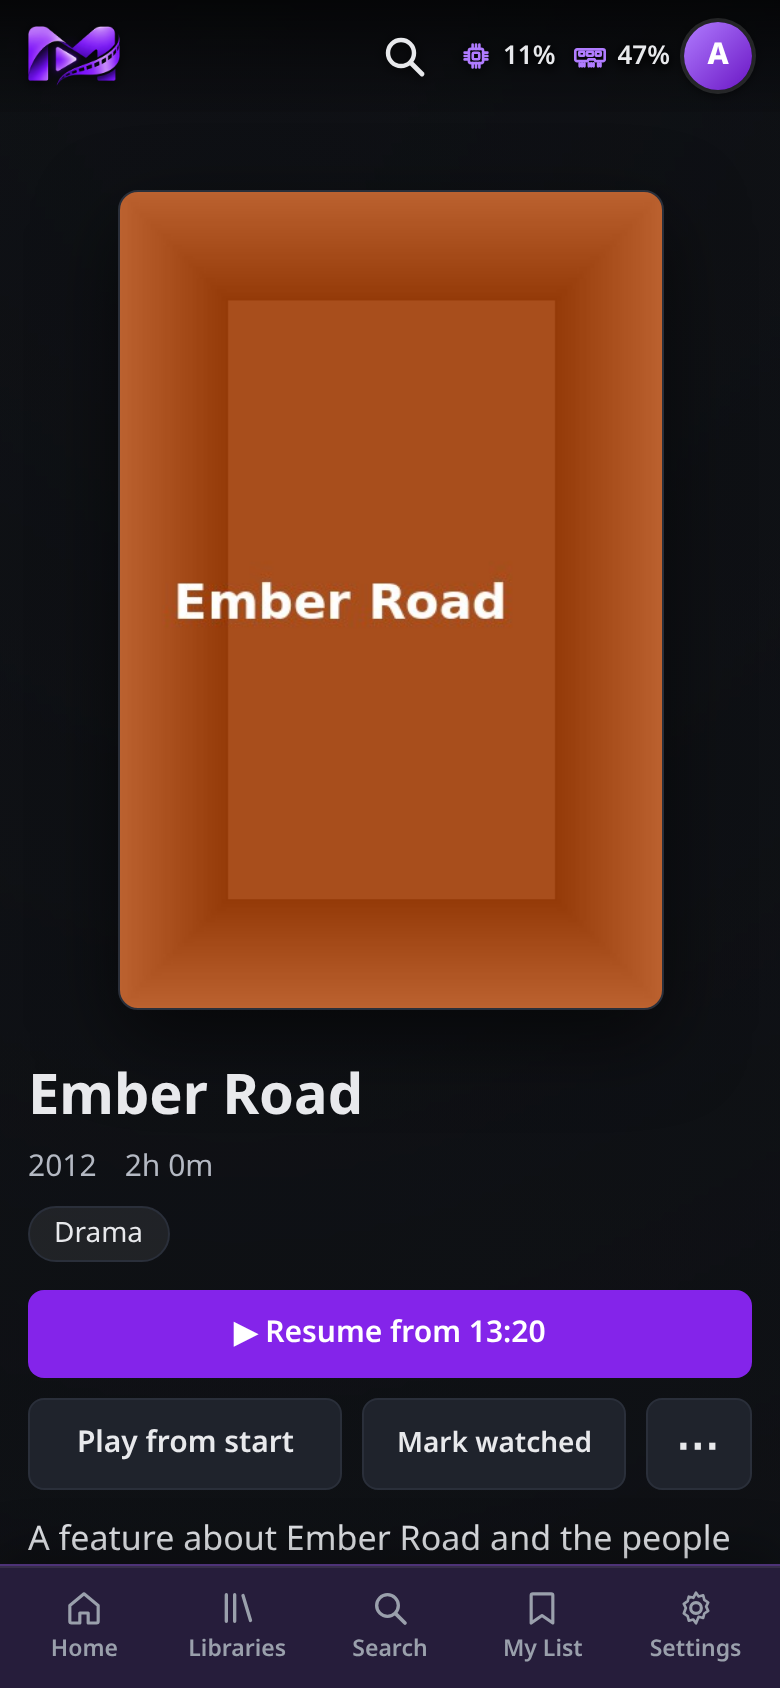 11% 47% A
Ember Road
Ember Road
2012 2h 0m
Drama
▶ Resume from 13:20
Play from start Mark watched ...
A feature about Ember Road and the people
Home Libraries Search My List Settings